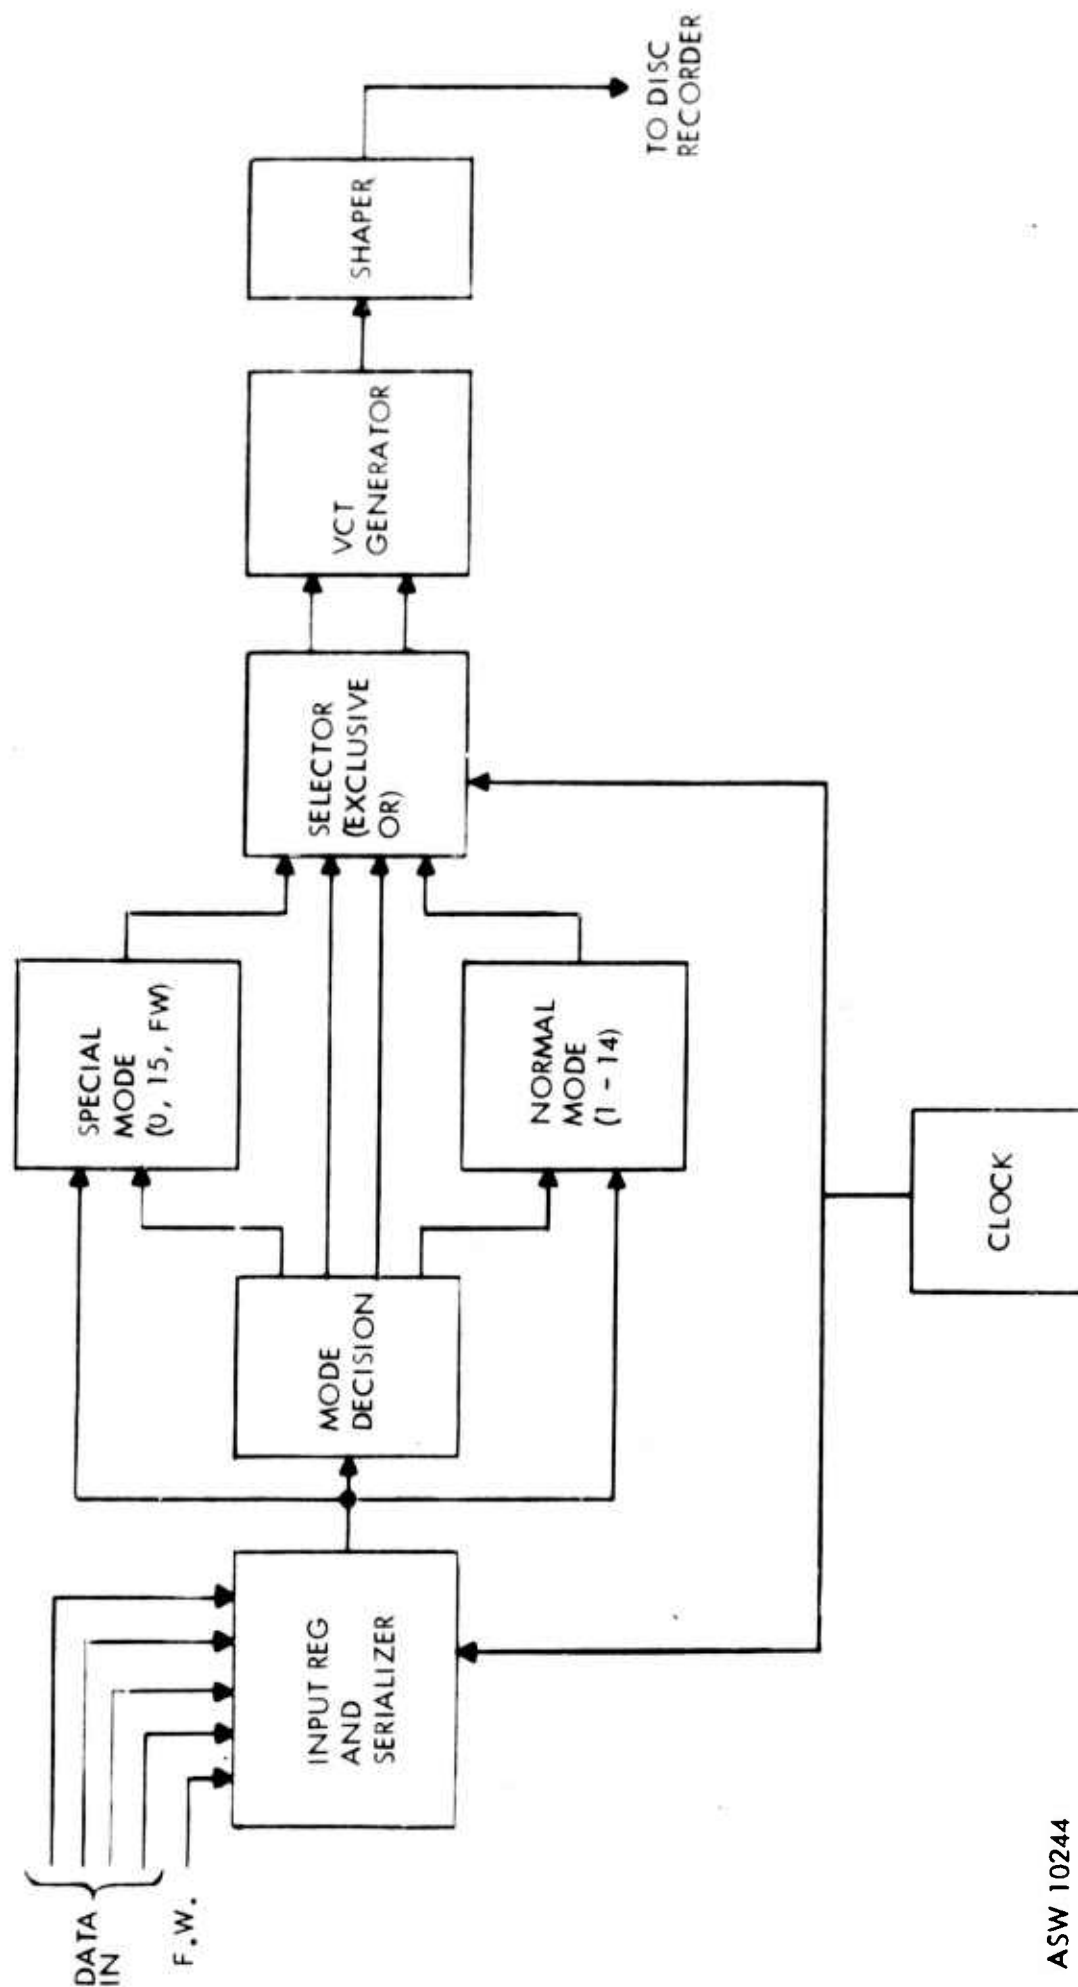 DATA
IN
F.W.
INPUT REG
AND
SERIALIZER
MODE
DECISION
SPECIAL
MODE
(0, 15, FW)
NORMAL
MODE
(1 - 14)
SELECTOR
(EXCLUSIVE
OR)
VCT
GENERATOR
SHAPER
TO DISC
RECORDER
CLOCK
ASW 10244